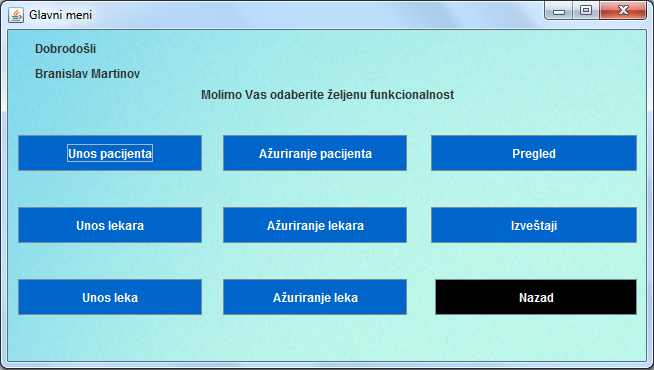 Glavni meni
Dobrodošli
Branislav Martinov
Molimo Vas odaberite željenu funkcionalnost
Unos pacijenta
Ažuriranje pacijenta
Pregled
Unos lekara
Ažuriranje lekara
Izveštaji
Unos leka
Ažuriranje leka
Nazad